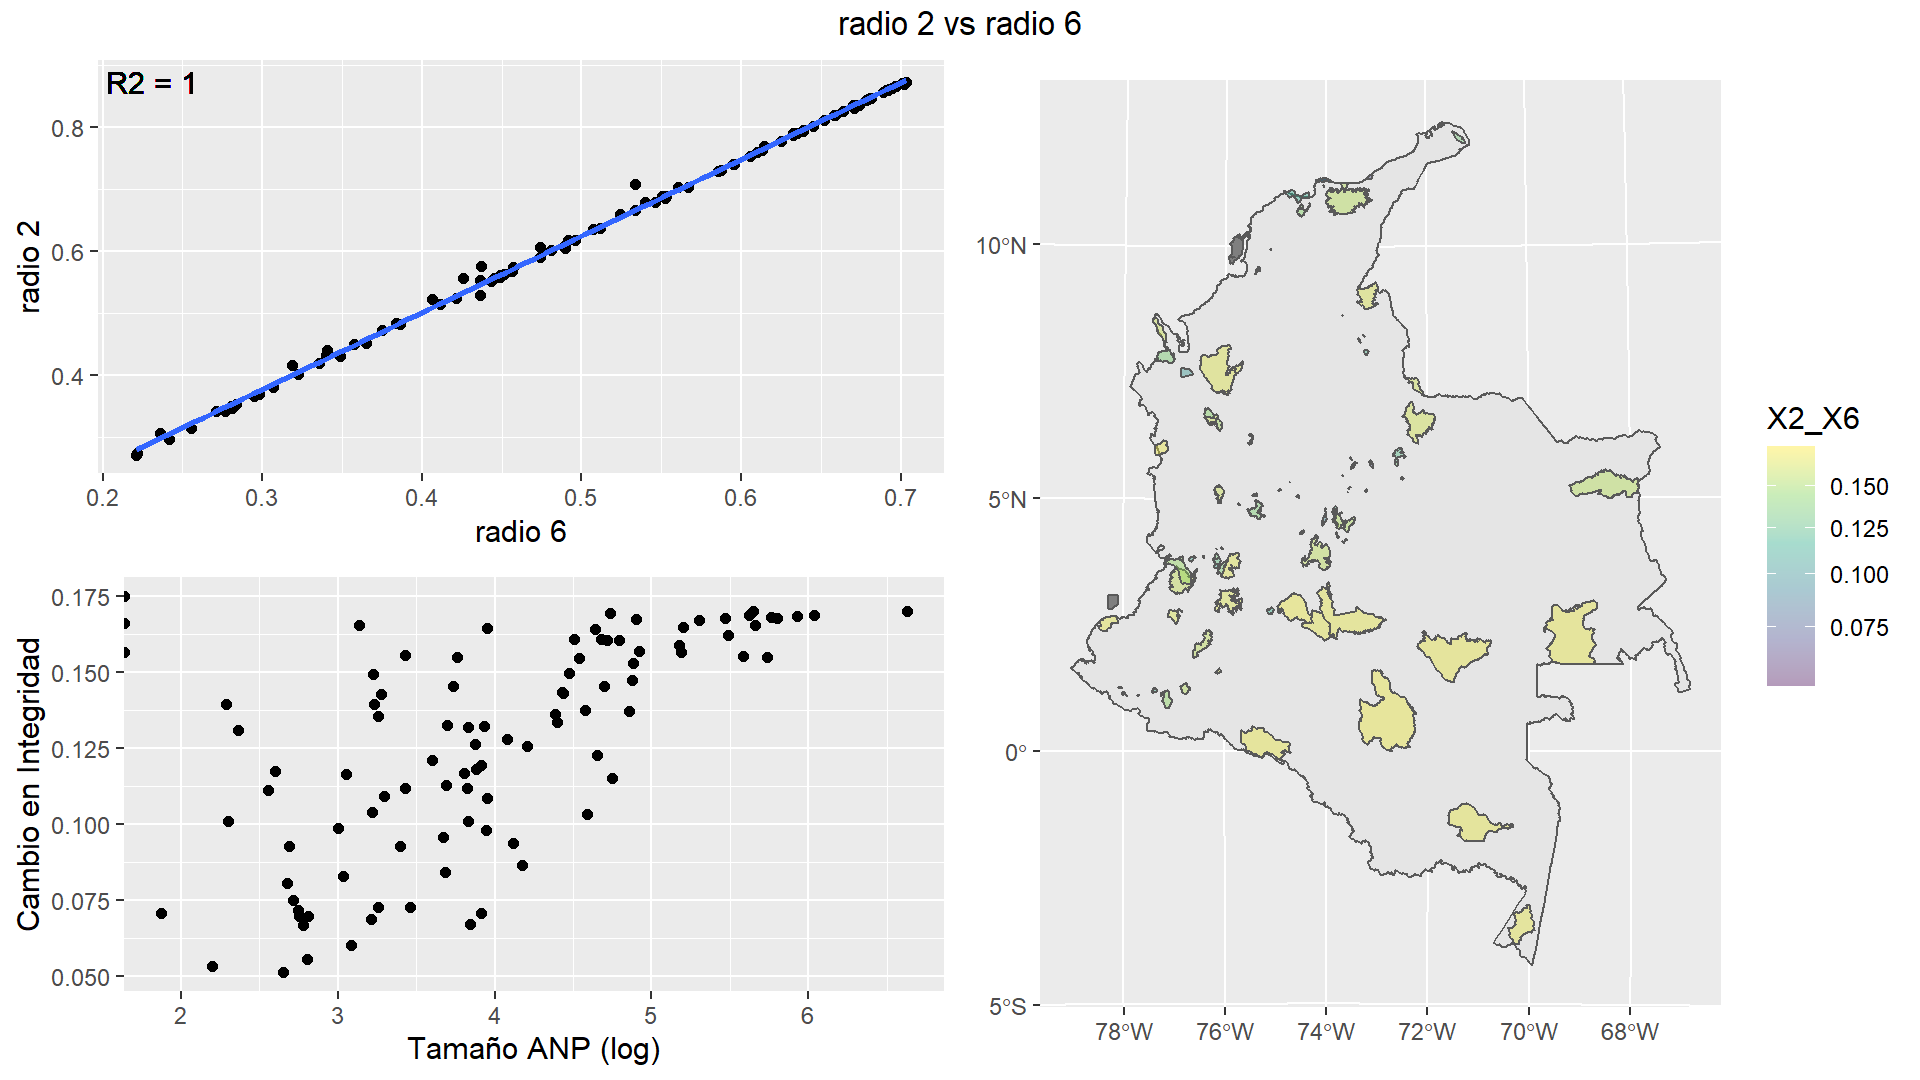 radio 2 vs radio 6
R2 = 1
0.8
0.6
0.4
radio 2
0.2
0.3
0.4
0.5
0.6
0.7
radio 6
0.175
0.150
0.125
0.100
0.075
0.050
Cambio en Integridad
2
3
4
5
6
Tamaño ANP (log)
10°N
5°N
0°
5°S
78°W
76°W
74°W
72°W
70°W
68°W
X2_X6
0.150
0.125
0.100
0.075